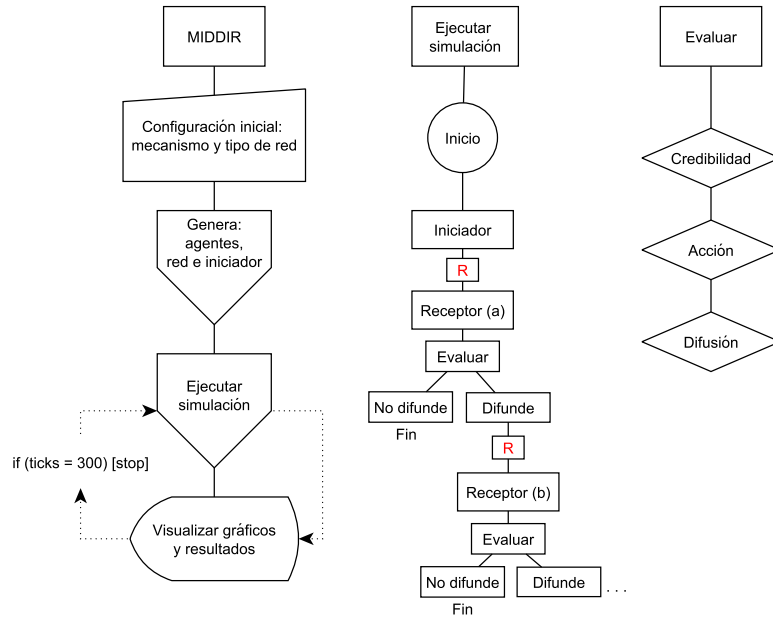 MIDDIR
Configuración inicial:
mecanismo y tipo de red
Genera:
agentes,
red e iniciador
Ejecutar
simulación
if (ticks = 300) [stop]
Visualizar gráficos
y resultados
Ejecutar
simulación
Inicio
Iniciador
R
Receptor (a)
Evaluar
No difunde
Difunde
Fin
R
Receptor (b)
Evaluar
No difunde
Difunde
. . .
Fin
Evaluar
Credibilidad
Acción
Difusión